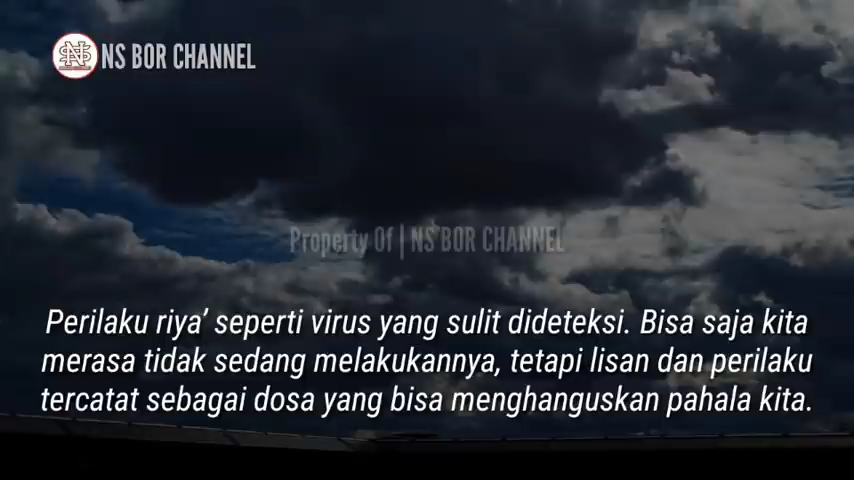 NS BOR CHANNEL
Property Of | NS BOR CHANNEL
Perilaku riya’ seperti virus yang sulit dideteksi. Bisa saja kita
merasa tidak sedang melakukannya, tetapi lisan dan perilaku
tercatat sebagai dosa yang bisa menghanguskan pahala kita.